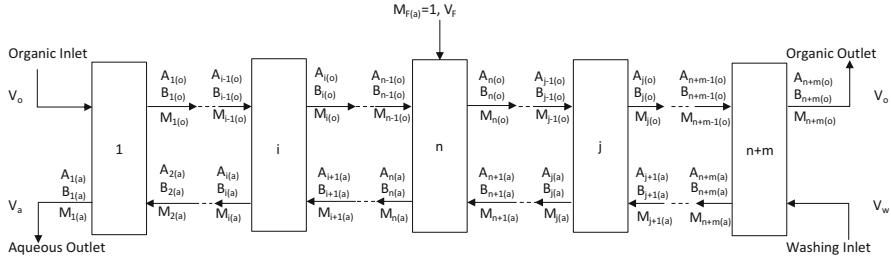 M_F(a)=1, V_F
Organic Inlet
Organic Outlet
V_o
A_1(o) A_i-1(o) A_i(o) A_n-1(o) A_n(o) A_j-1(o) A_j(o) A_n+m-1(o) A_n+m(o)
B_1(o) B_i-1(o) B_i(o) B_n-1(o) B_n(o) B_j-1(o) B_j(o) B_n+m-1(o) B_n+m(o)
M_1(o) M_i-1(o) M_i(o) M_n-1(o) M_n(o) M_j-1(o) M_j(o) M_n+m-1(o) M_n+m(o)
V_o
1 i n j n+m
A_1(a) A_2(a) A_i(a) A_i+1(a) A_n(a) A_n+1(a) A_j(a) A_j+1(a) A_n+m(a)
B_1(a) B_2(a) B_i(a) B_i+1(a) B_n(a) B_n+1(a) B_j(a) B_j+1(a) B_n+m(a)
M_1(a) M_2(a) M_i(a) M_i+1(a) M_n(a) M_n+1(a) M_j(a) M_j+1(a) M_n+m(a)
V_a
V_w
Aqueous Outlet
Washing Inlet